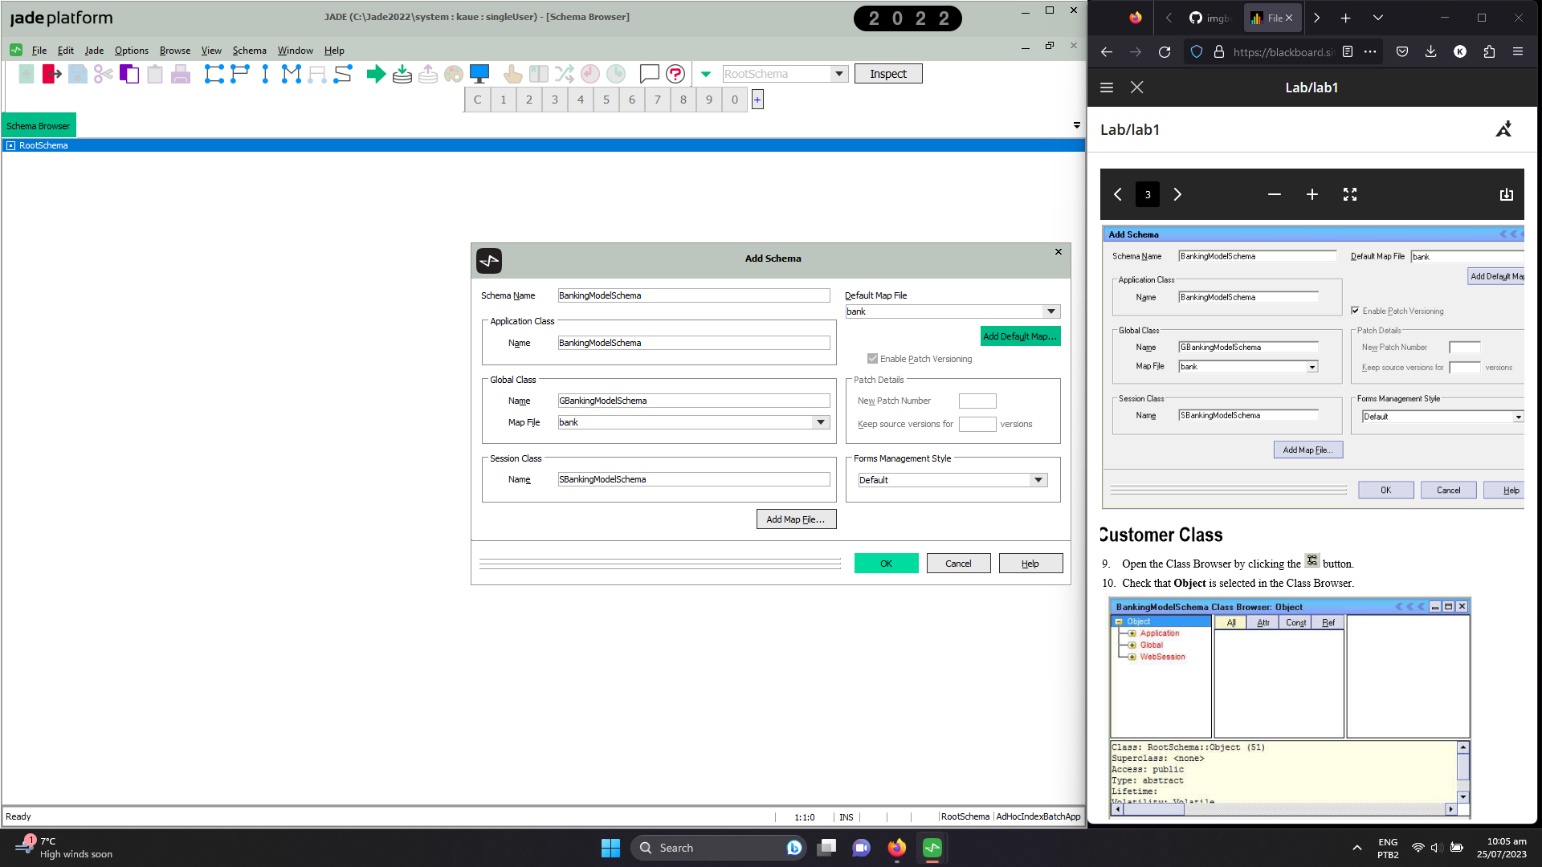 jade platform
JADE (C:\Jade2022\system : kaue : singleUser) - [Schema Browser]
2 0 2 2
File Edit Jade Options Browse View Schema Window Help
RootSchema
Inspect
C 1 2 3 4 5 6 7 8 9 0 +
Schema Browser
RootSchema
Add Schema
Schema Name BankingModelSchema
Default Map File
bank
Application Class
Name BankingModelSchema
Add Default Map...
Enable Patch Versioning
Global Class
Name GBankingModelSchema
Map File bank
Patch Details
New Patch Number
Keep source versions for versions
Session Class
Name SBankingModelSchema
Forms Management Style
Default
Add Map File...
OK Cancel Help
Ready
1:1:0 INS RootSchema AdHocIndexBatchApp
imgb
File
https://blackboard.si
Lab/lab1
Lab/lab1
3
Add Schema
Schema Name BankingModelSchema
Default Map File bank
Add Default Map
Application Class
Name BankingModelSchema
Enable Patch Versioning
Global Class
Name GBankingModelSchema
Map File bank
Patch Details
New Patch Number
Keep source versions for versions
Session Class
Name SBankingModelSchema
Forms Management Style
Default
Add Map File...
OK Cancel Help
Customer Class
9. Open the Class Browser by clicking the button.
10. Check that Object is selected in the Class Browser.
BankingModelSchema Class Browser: Object
Object
Application
Global
WebSession
All Attr Const Ref
Class: RootSchema::Object (51)
Superclass: <none>
Access: public
Type: abstract
Lifetime:
Volatility: Volatile
1
7°C
High winds soon
Search
ENG
PTB2
10:05 am
25/07/2023